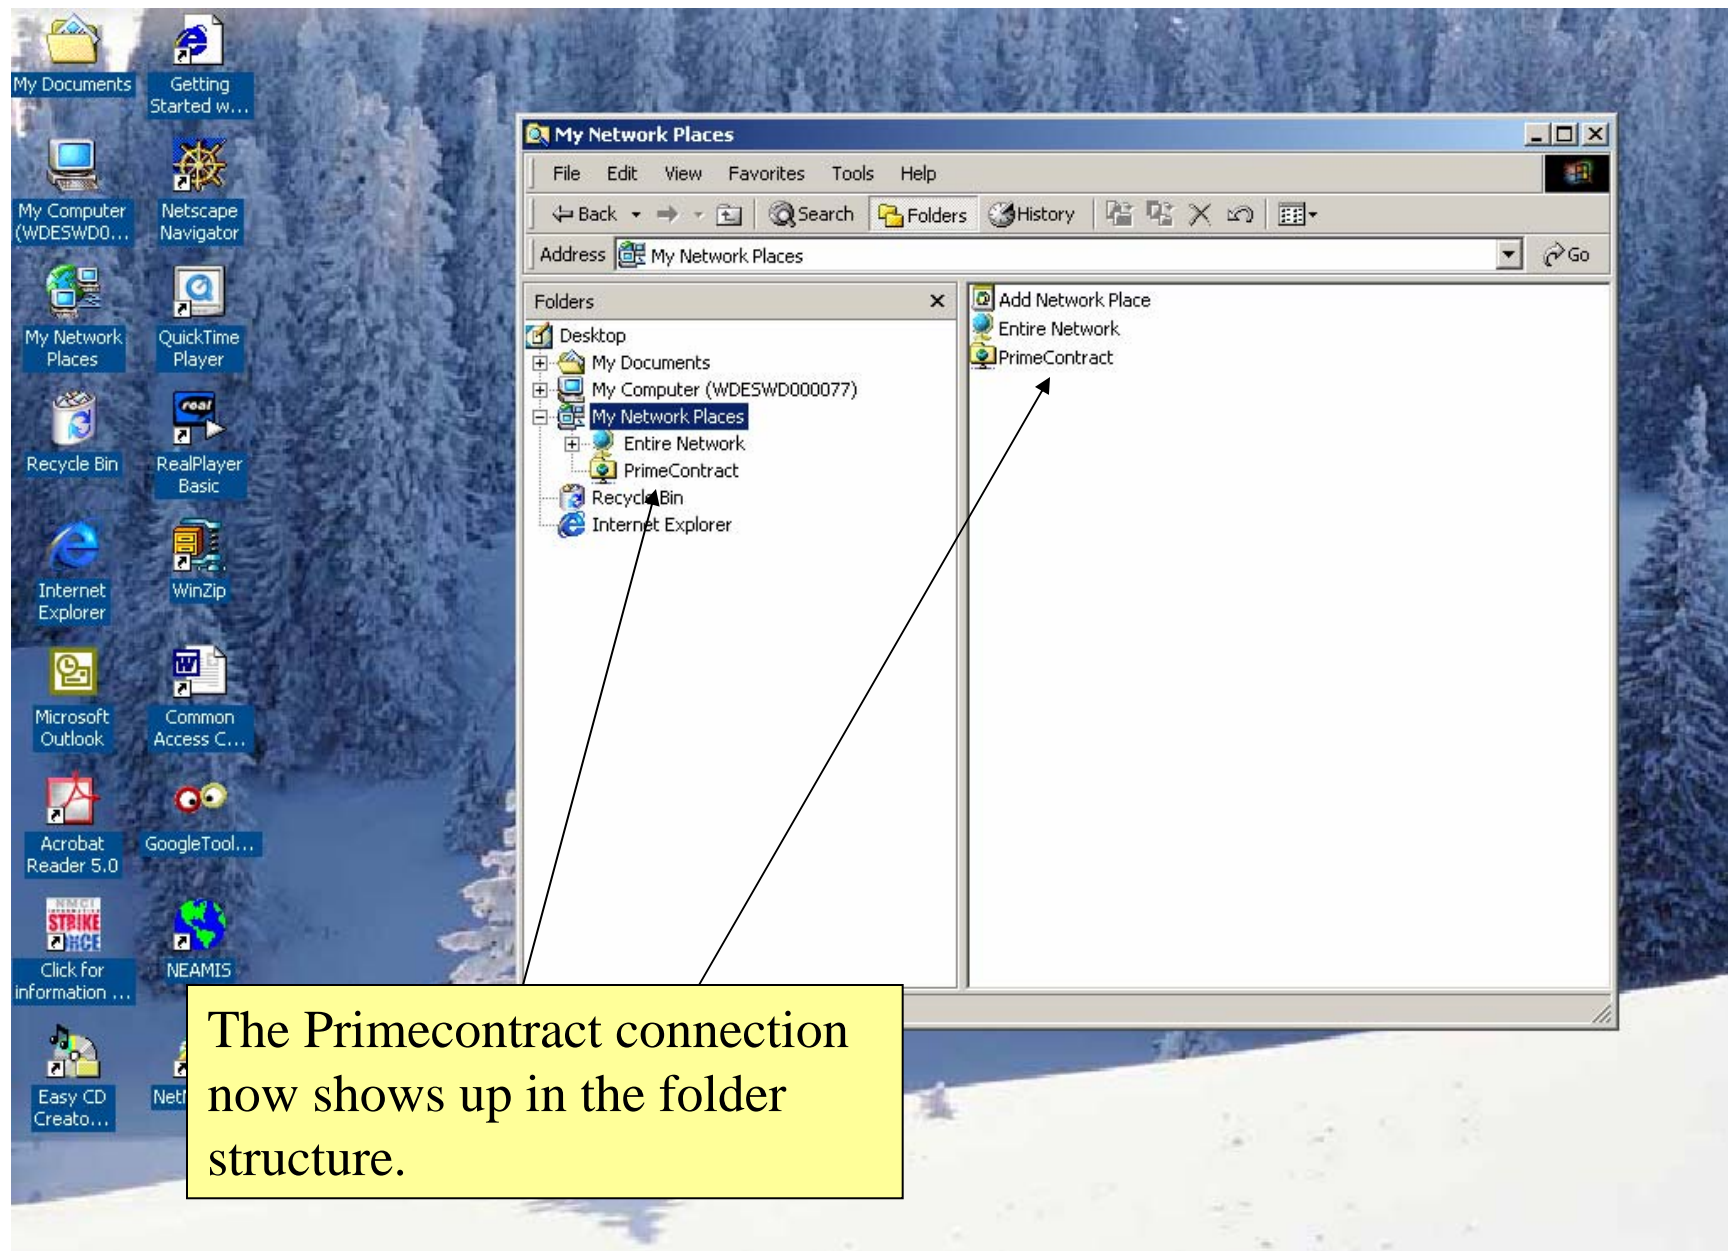 My Documents
Getting
Started w...
My Computer
(WDESWD0...
Netscape
Navigator
My Network
Places
QuickTime
Player
Recycle Bin
real
RealPlayer
Basic
Internet
Explorer
WinZip
Microsoft
Outlook
W
Common
Access C...
Acrobat
Reader 5.0
GoogleTool...
NMCI
STRIKE
Click for
information ...
NEAMIS
Easy CD
Creato...
My Network Places
File Edit View Favorites Tools Help
Back Search Folders History
Address My Network Places Go
Folders
Desktop
My Documents
My Computer (WDESWD000077)
My Network Places
Entire Network
PrimeContract
Recycle Bin
Internet Explorer
Add Network Place
Entire Network
PrimeContract
The Primecontract connection
now shows up in the folder
structure.